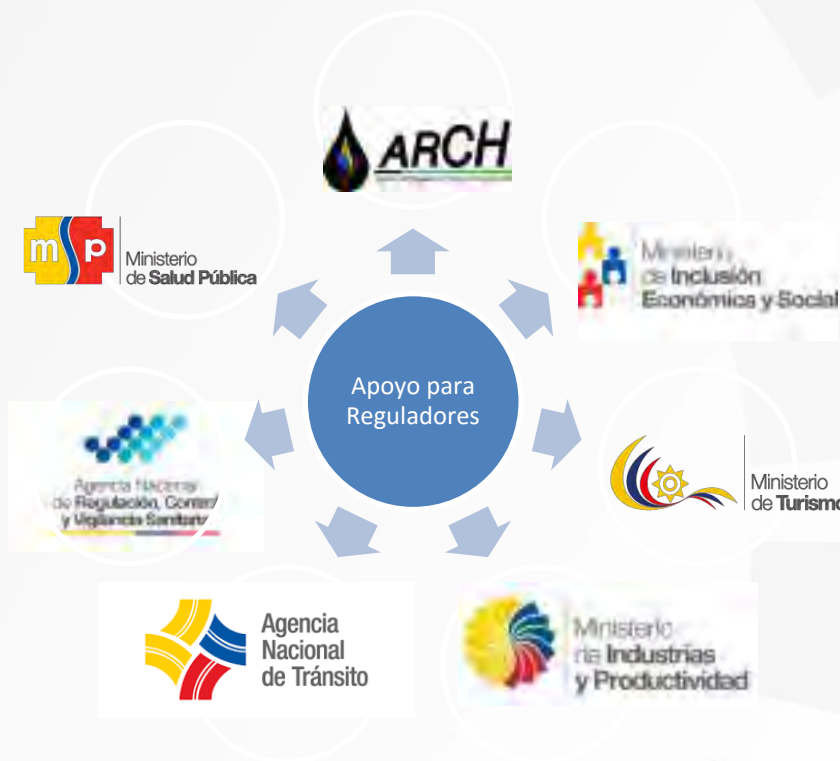 ARCH
m s p
Ministerio
de Salud Pública
Ministerio
de Inclusión
Económica y Social
Apoyo para
Reguladores
Agencia Nacional
de Regulación, Control
y Vigilancia Sanitaria
Ministerio
de Turismo
Agencia
Nacional
de Tránsito
Ministerio
de Industrias
y Productividad